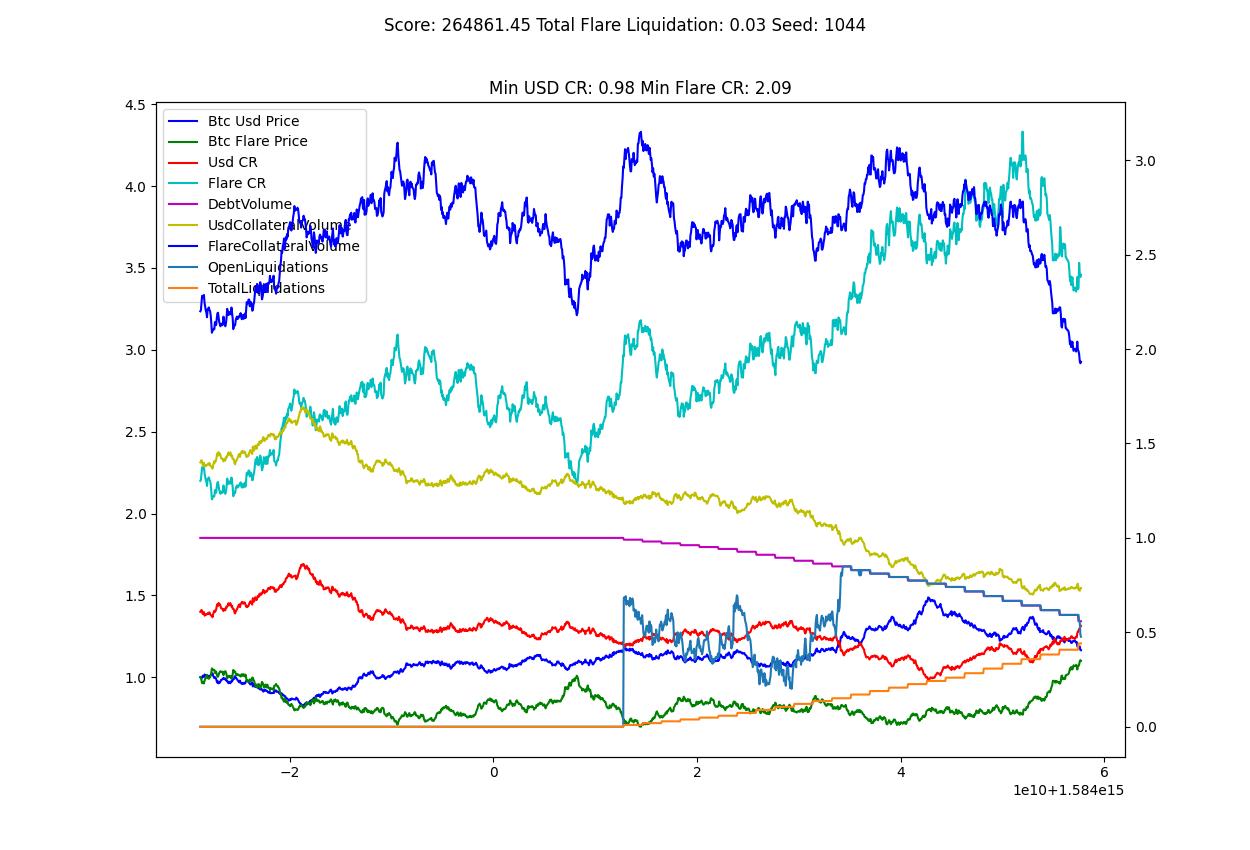 Score: 264861.45 Total Flare Liquidation: 0.03 Seed: 1044
Min USD CR: 0.98 Min Flare CR: 2.09
Btc Usd Price
Btc Flare Price
Usd CR
Flare CR
DebtVolume
UsdCollateralVolume
FlareCollateralVolume
OpenLiquidations
TotalLiquidations
4.5
4.0
3.5
3.0
2.5
2.0
1.5
1.0
3.0
2.5
2.0
1.5
1.0
0.5
0.0
−2
0
2
4
6
1e10+1.584e15